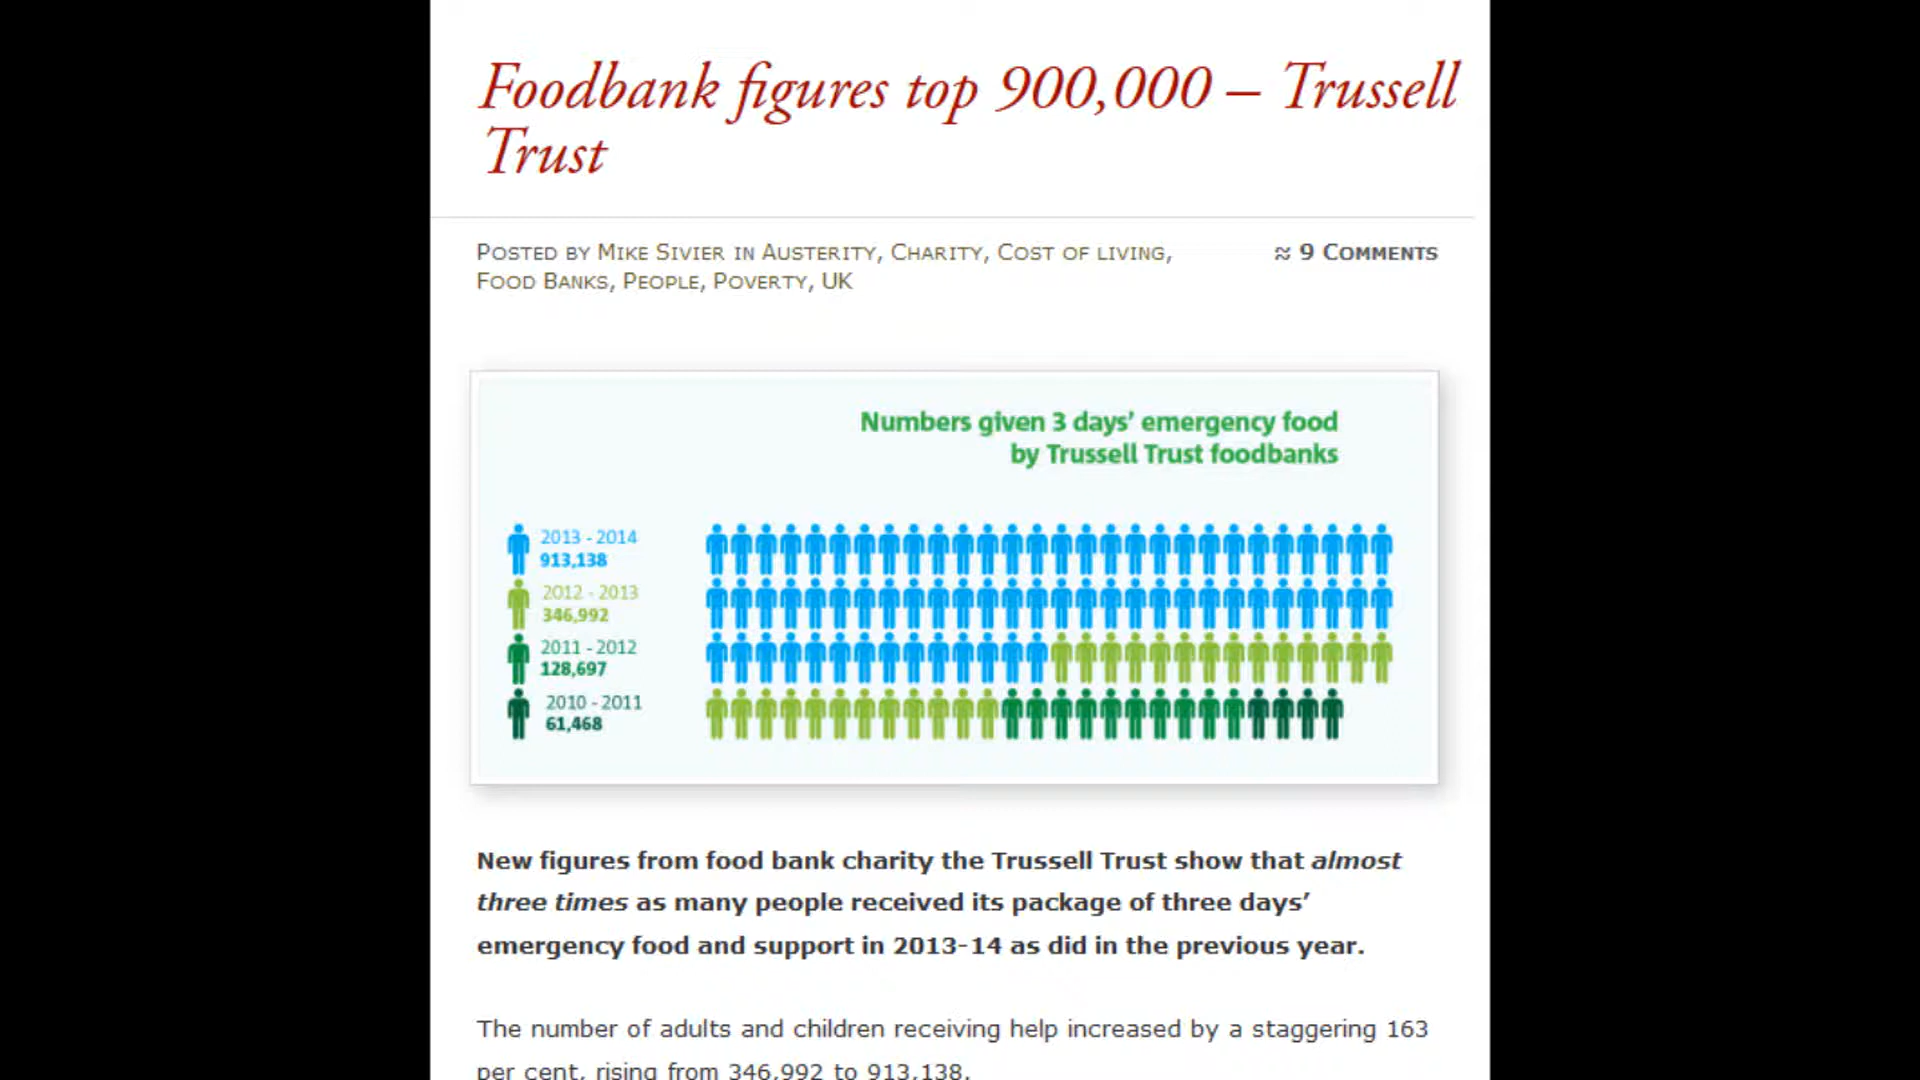 Foodbank figures top 900,000 – Trussell
Trust
Posted by Mike Sivier in Austerity, Charity, Cost of living,
Food Banks, People, Poverty, UK
≈ 9 Comments
Numbers given 3 days’ emergency food
by Trussell Trust foodbanks
2013 - 2014
913,138
2012 - 2013
346,992
2011 - 2012
128,697
2010 - 2011
61,468
New figures from food bank charity the Trussell Trust show that almost
three times as many people received its package of three days’
emergency food and support in 2013-14 as did in the previous year.
The number of adults and children receiving help increased by a staggering 163
per cent, rising from 346,992 to 913,138.